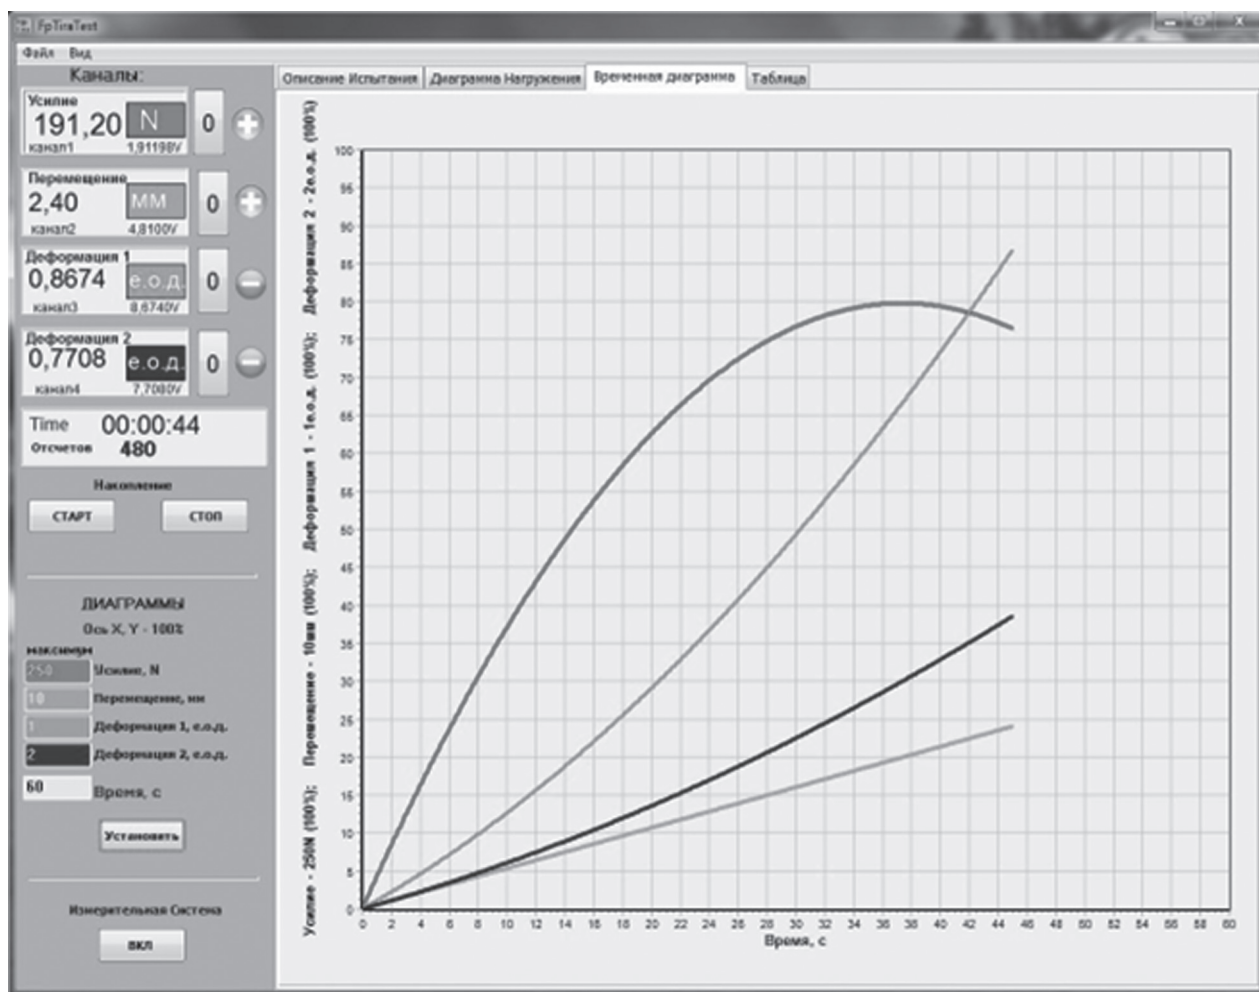 FpTiraTest
Файл Вид
Каналы:
Усилие
191,20 N 0
канал1 1,91198V
Перемещение
2,40 мм 0
канал2 4,8100V
Деформация 1
0,8674 е.о.д. 0
канал3 8,6740V
Деформация 2
0,7708 е.о.д. 0
канал4 7,7080V
Time 00:00:44
Отсчетов 480
Накопление
СТАРТ СТОП
ДИАГРАММЫ
Ось X, Y - 100%
максимум
250 Усилие, N
10 Перемещение, мм
1 Деформация 1, е.о.д.
2 Деформация 2, е.о.д.
60 Время, с
Установить
Измерительная Система
ВКЛ
Описание Испытания Диаграмма Нагружения Временная диаграмма Таблица
Усилие - 250N (100%); Перемещение - 10мм (100%); Деформация 1 - 1е.о.д. (100%); Деформация 2 - 2е.о.д. (100%)
100
95
90
85
80
75
70
65
60
55
50
45
40
35
30
25
20
15
10
5
0
0 2 4 6 8 10 12 14 16 18 20 22 24 26 28 30 32 34 36 38 40 42 44 46 48 50 52 54 56 58 60
Время, с